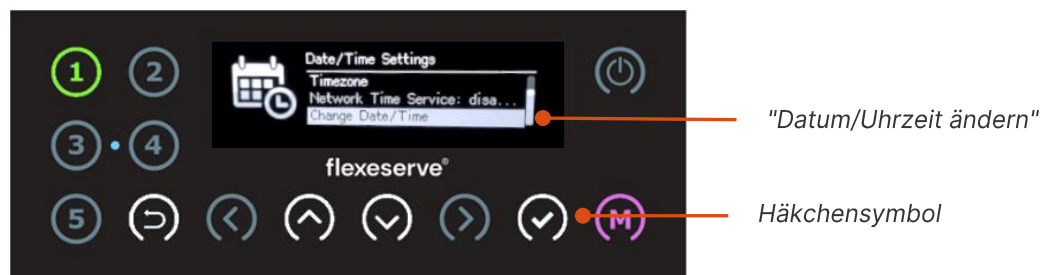 1
2
Date/Time Settings
Timezone
Network Time Service: disa...
Change Date/Time
"Datum/Uhrzeit ändern"
3
4
flexeserve®
5
M
Häkchensymbol